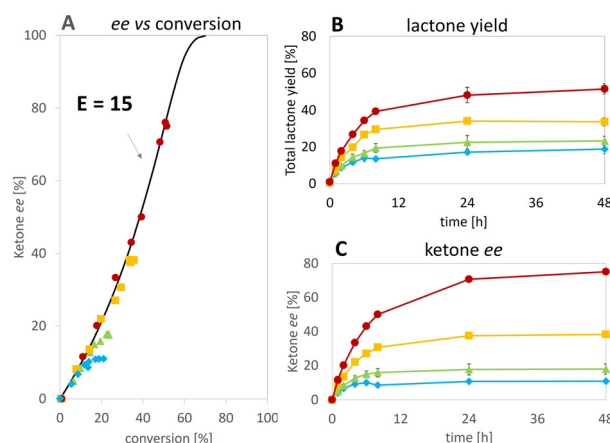 A
ee vs conversion
Ketone ee [%]
100
80
60
40
20
0
E = 15
0 20 40 60 80 100
conversion [%]
B
lactone yield
Total lactone yield [%]
80
60
40
20
0
0 12 24 36 48
time [h]
C
ketone ee
Ketone ee [%]
80
60
40
20
0
0 12 24 36 48
time [h]